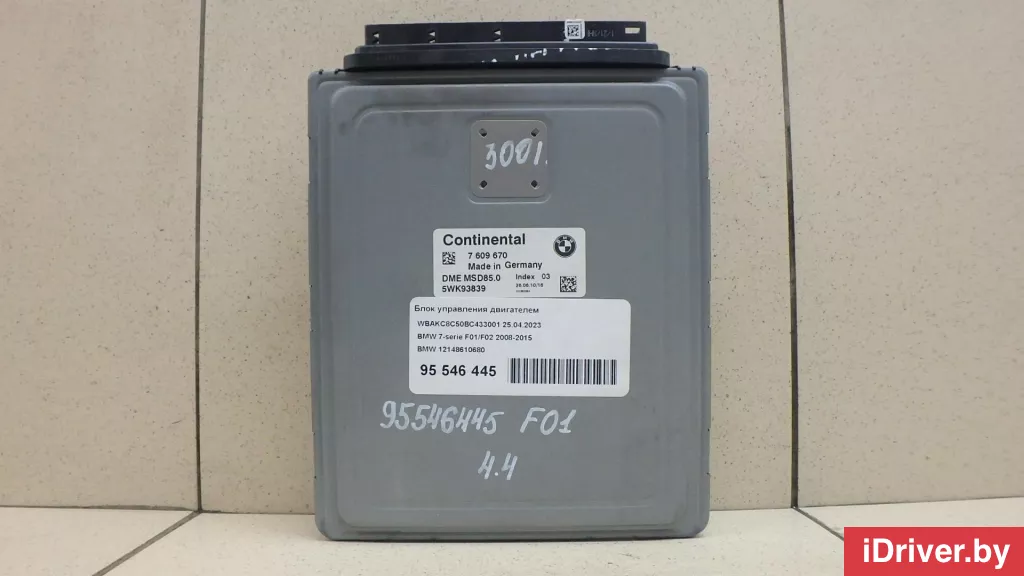 3001.
Continental
7 609 670
Made in Germany
DME MSD85.0 Index 03
5WK93839
Блок управления двигателем
WBAKC8C50BC433001 25.04.2023
BMW 7-serie F01/F02 2008-2015
BMW 12148610680
95 546 445
95546445 F01
4.4
iDriver.by